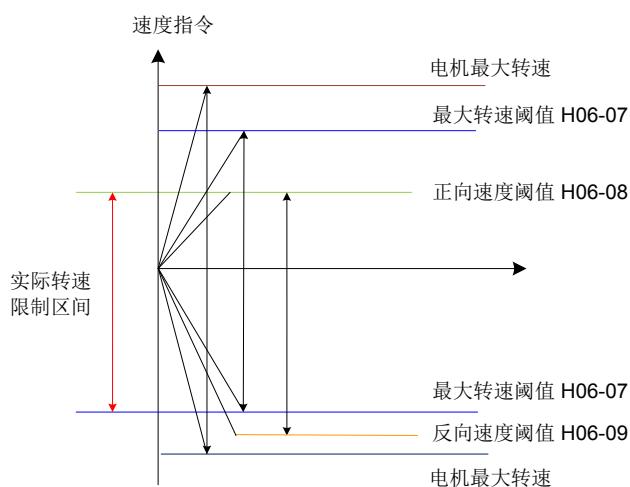 速度指令
电机最大转速
最大转速阈值 H06-07
正向速度阈值 H06-08
实际转速
限制区间
最大转速阈值 H06-07
反向速度阈值 H06-09
电机最大转速